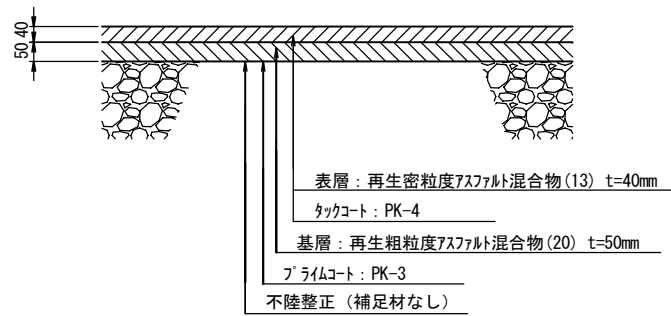 40
50
表層：再生密粒度ｱｽﾌｧﾙﾄ混合物(13) t=40mm
ﾀｯｸｺｰﾄ：PK-4
基層：再生粗粒度ｱｽﾌｧﾙﾄ混合物(20) t=50mm
ﾌﾟﾗｲﾑｺｰﾄ：PK-3
不陸整正（補足材なし）